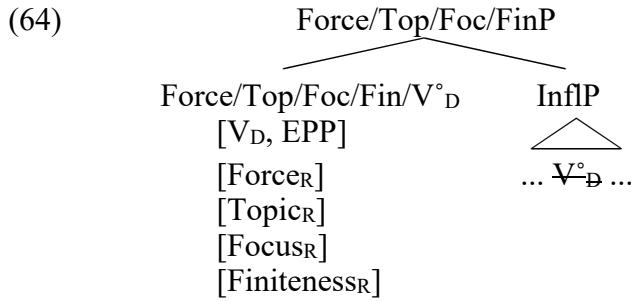 (64) Force/Top/Foc/FinP
Force/Top/Foc/Fin/V°D InflP
[VD, EPP]
[ForceR] ... V°D ...
[TopicR]
[FocusR]
[FinitenessR]